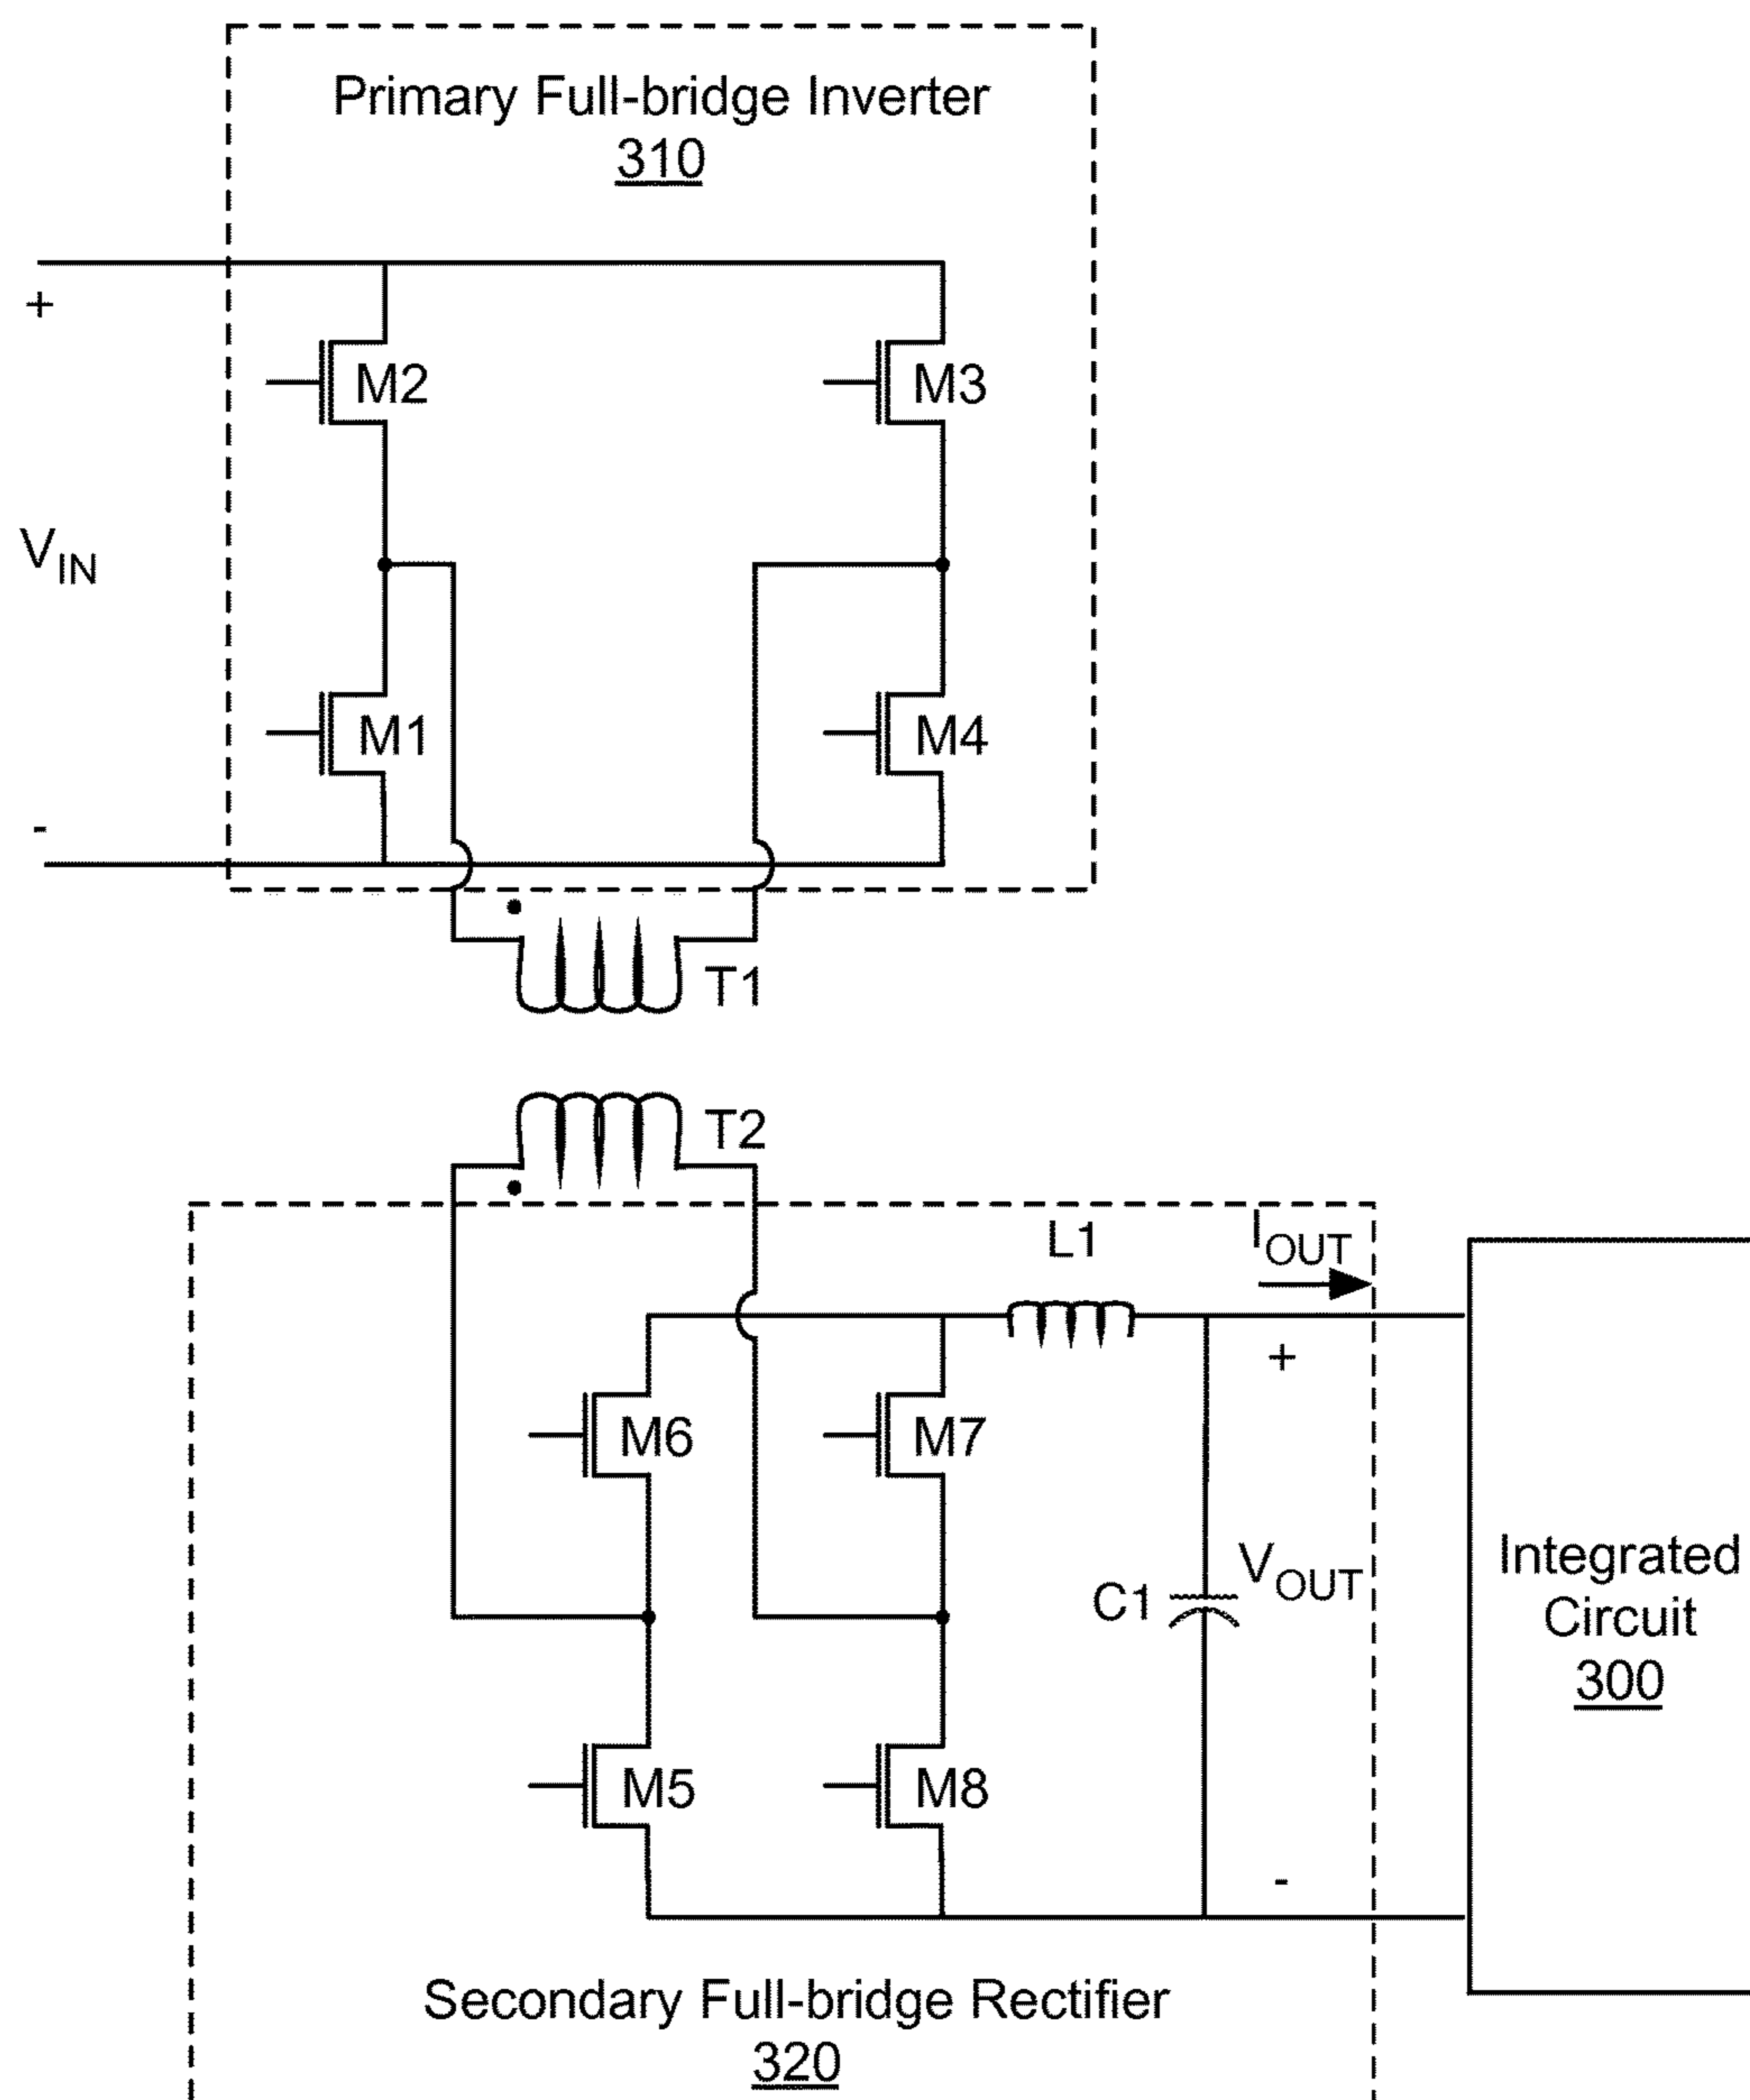 Primary Full-bridge Inverter
310
+
M2
M3
VIN
M1
M4
-
T1
T2
L1
IOUT
+
M6
M7
Integrated
Circuit
300
VOUT
C1
M5
M8
-
Secondary Full-bridge Rectifier
320